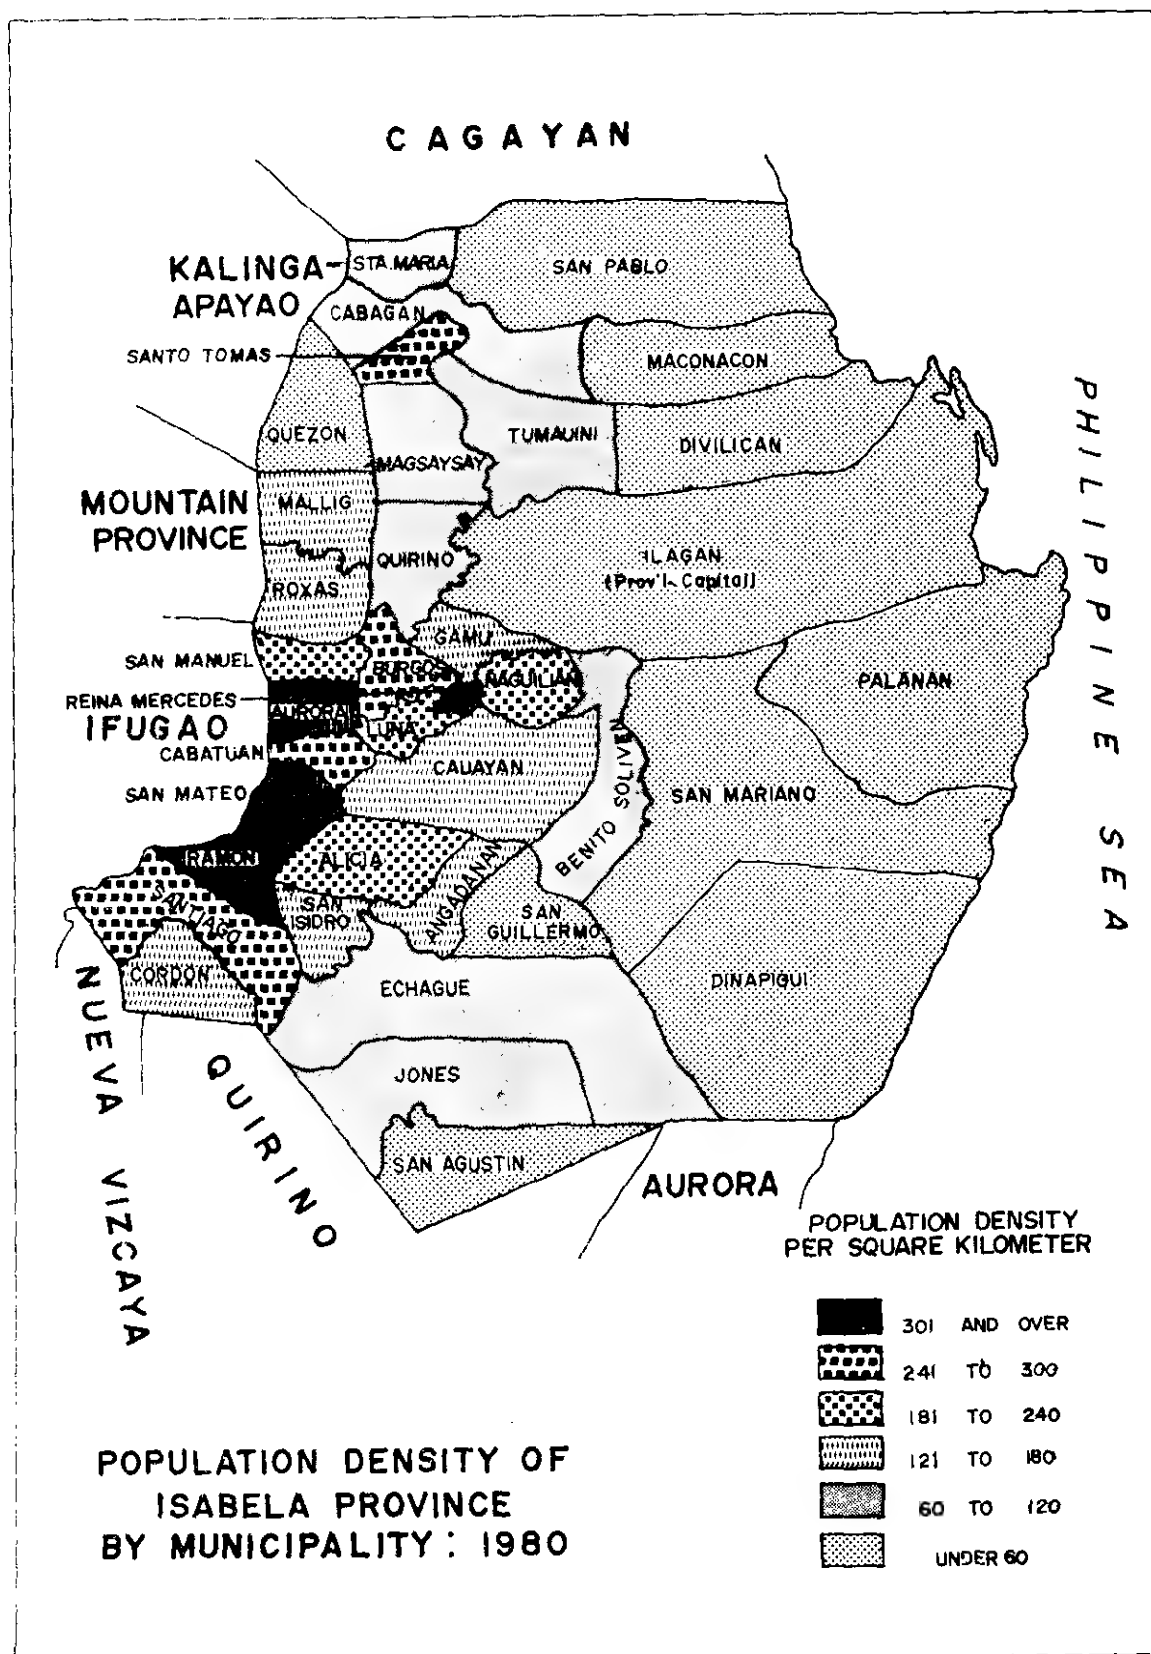 CAGAYAN
KALINGA-
APAYAO
STA. MARIA
SAN PABLO
CABAGAN
SANTO TOMAS
MACONACON
QUEZON
TUMAUINI
DIVILICAN
MAGSAYSAY
MALLIG
MOUNTAIN
PROVINCE
QUIRINO
ILAGAN
(Prov'l. Capital)
ROXAS
GAMU
SAN MANUEL
BURGOS
NAGUILIAN
PALANAN
REINA MERCEDES
AURORA
IFUGAO
LUNA
CABATUAN
CAUAYAN
BENITO SOLIVEN
SAN MATEO
SAN MARIANO
RAMON
ALICIA
ANGADANAN
SANTIAGO
SAN
ISIDRO
SAN
GUILLERMO
CORDON
ECHAGUE
DINAPIGUI
JONES
SAN AGUSTIN
PHILIPPINE SEA
NUEVA VIZCAYA
QUIRINO
AURORA
POPULATION DENSITY
PER SQUARE KILOMETER
301 AND OVER
241 TO 300
181 TO 240
121 TO 180
60 TO 120
UNDER 60
POPULATION DENSITY OF
ISABELA PROVINCE
BY MUNICIPALITY: 1980